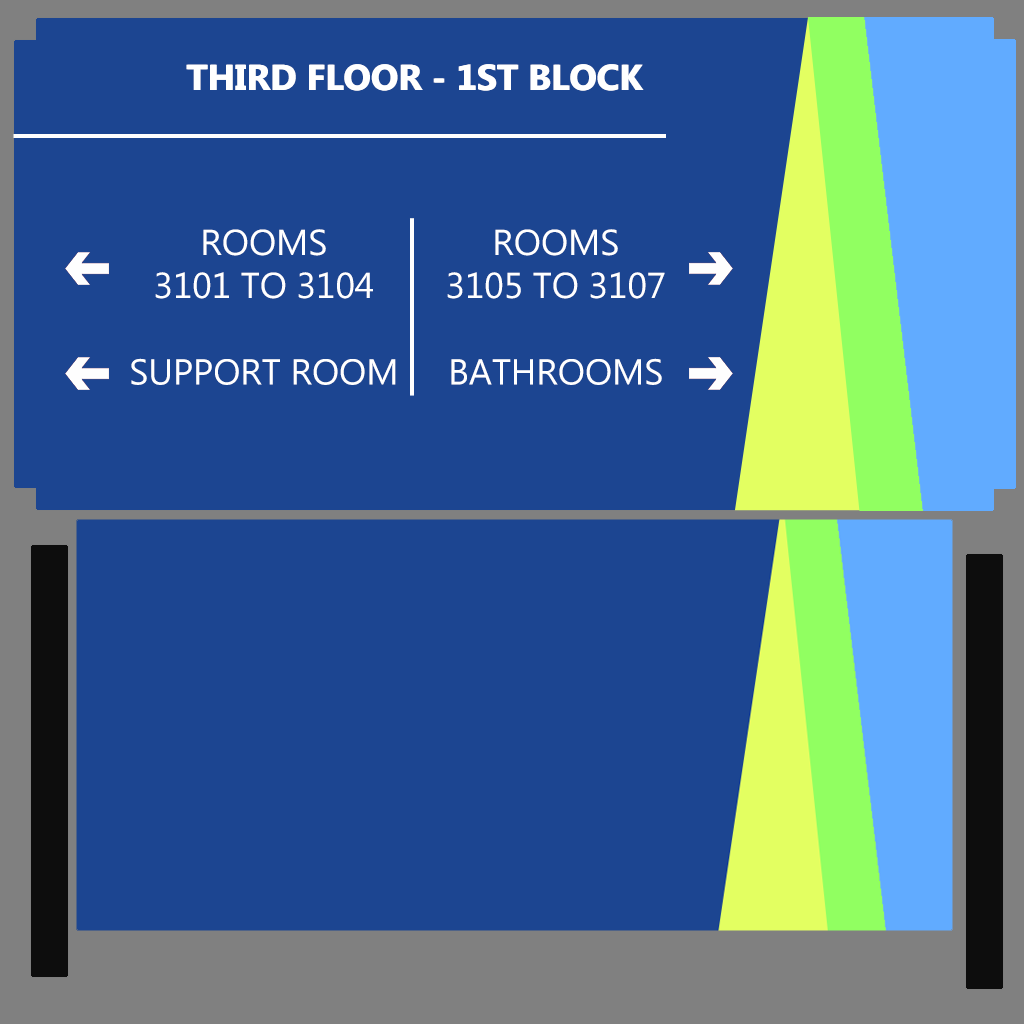 THIRD FLOOR - 1ST BLOCK
ROOMS
3101 TO 3104
SUPPORT ROOM
ROOMS
3105 TO 3107
BATHROOMS